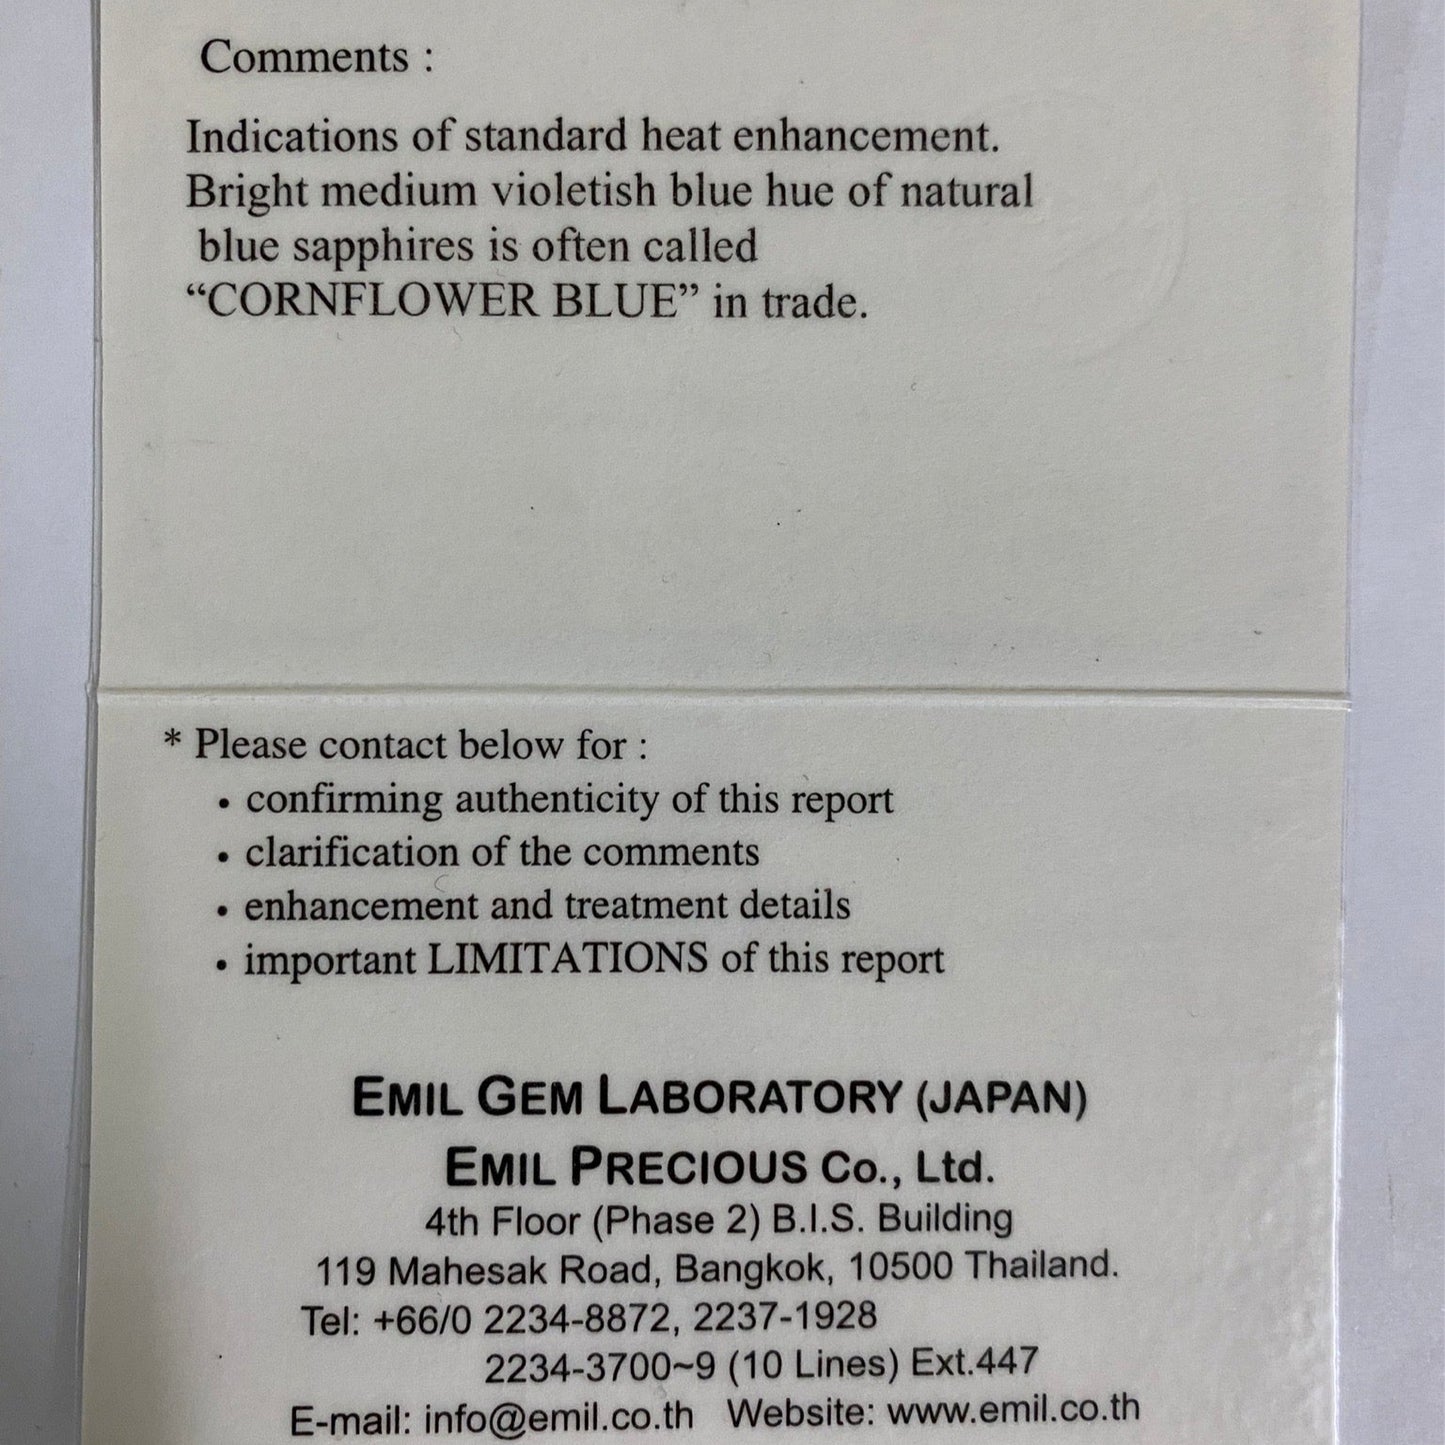 Comments :
Indications of standard heat enhancement.
Bright medium violetish blue hue of natural
blue sapphires is often called
“CORNFLOWER BLUE” in trade.
* Please contact below for :
• confirming authenticity of this report
• clarification of the comments
• enhancement and treatment details
• important LIMITATIONS of this report
EMIL GEM LABORATORY (JAPAN)
EMIL PRECIOUS Co., Ltd.
4th Floor (Phase 2) B.I.S. Building
119 Mahesak Road, Bangkok, 10500 Thailand.
Tel: +66/0 2234-8872, 2237-1928
2234-3700~9 (10 Lines) Ext.447
E-mail: info@emil.co.th Website: www.emil.co.th